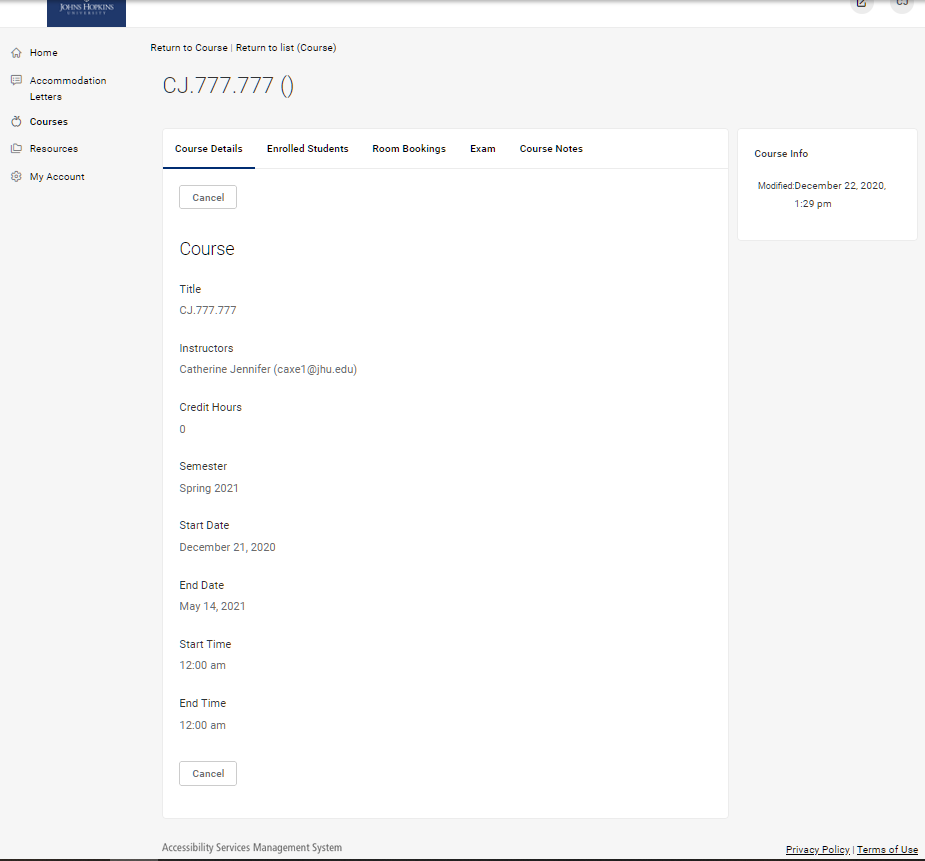 JOHNS HOPKINS
UNIVERSITY
CJ
Home
Accommodation
Letters
Courses
Resources
My Account
Return to Course | Return to list (Course)
CJ.777.777 ()
Course Details
Enrolled Students
Room Bookings
Exam
Course Notes
Cancel
Course
Title
CJ.777.777
Instructors
Catherine Jennifer (caxe1@jhu.edu)
Credit Hours
0
Semester
Spring 2021
Start Date
December 21, 2020
End Date
May 14, 2021
Start Time
12:00 am
End Time
12:00 am
Cancel
Course Info
Modified:December 22, 2020,
1:29 pm
Accessibility Services Management System
Privacy Policy | Terms of Use